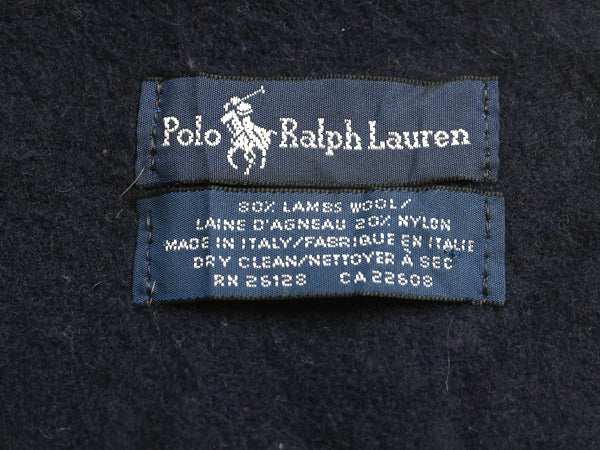 Polo Ralph Lauren
80% LAMBS WOOL/
LAINE D'AGNEAU 20% NYLON
MADE IN ITALY/FABRIQUE EN ITALIE
DRY CLEAN/NETTOYER À SEC
RN 26128 CA 22608